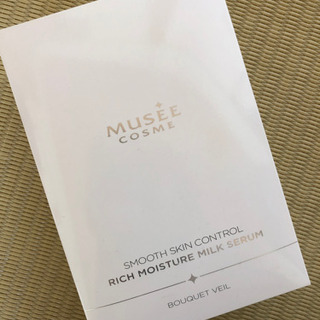 MUSÉE
COSME
SMOOTH SKIN CONTROL
RICH MOISTURE MILK SERUM
BOUQUET VEIL